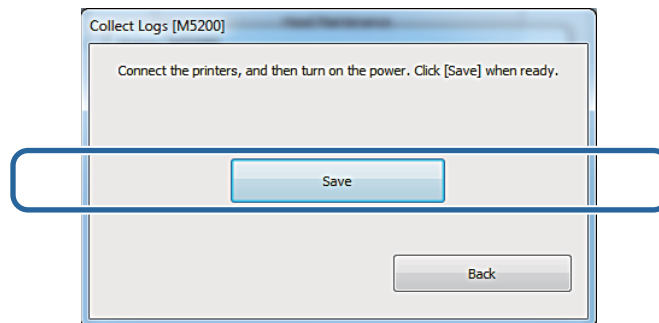 Collect Logs [M5200]
Connect the printers, and then turn on the power. Click [Save] when ready.
Save
Back